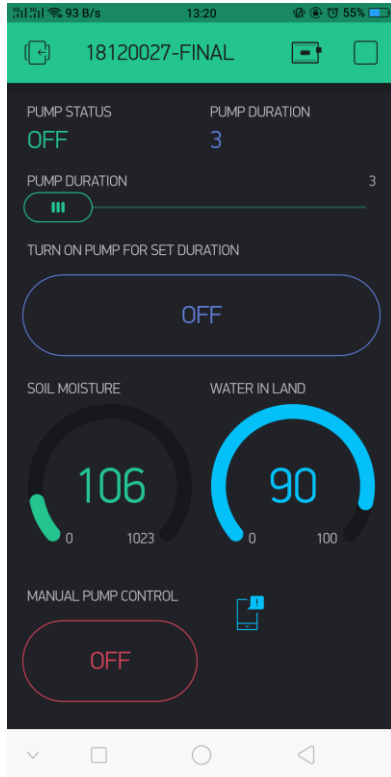 93 B/s 13:20 55%
18120027-FINAL
PUMP STATUS PUMP DURATION
OFF 3
PUMP DURATION 3
TURN ON PUMP FOR SET DURATION
OFF
SOIL MOISTURE WATER IN LAND
106 90
0 1023 0 100
MANUAL PUMP CONTROL
OFF